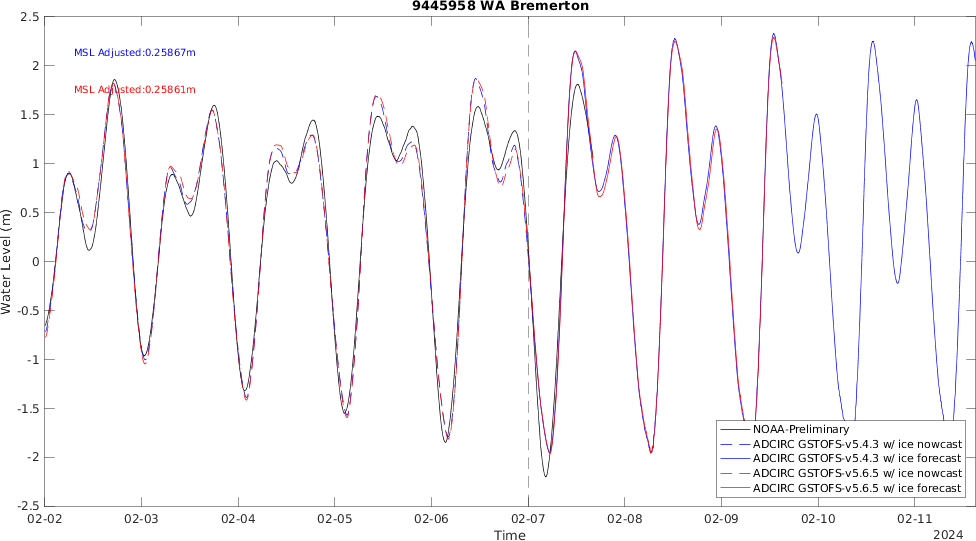 9445958 WA Bremerton
MSL Adjusted:0.25867m
MSL Adjusted:0.25861m
Water Level (m)
2.5
2
1.5
1
0.5
0
-0.5
-1
-1.5
-2
-2.5
NOAA-Preliminary
ADCIRC GSTOFS-v5.4.3 w/ ice nowcast
ADCIRC GSTOFS-v5.4.3 w/ ice forecast
ADCIRC GSTOFS-v5.6.5 w/ ice nowcast
ADCIRC GSTOFS-v5.6.5 w/ ice forecast
02-02 02-03 02-04 02-05 02-06 02-07 02-08 02-09 02-10 02-11
Time
2024